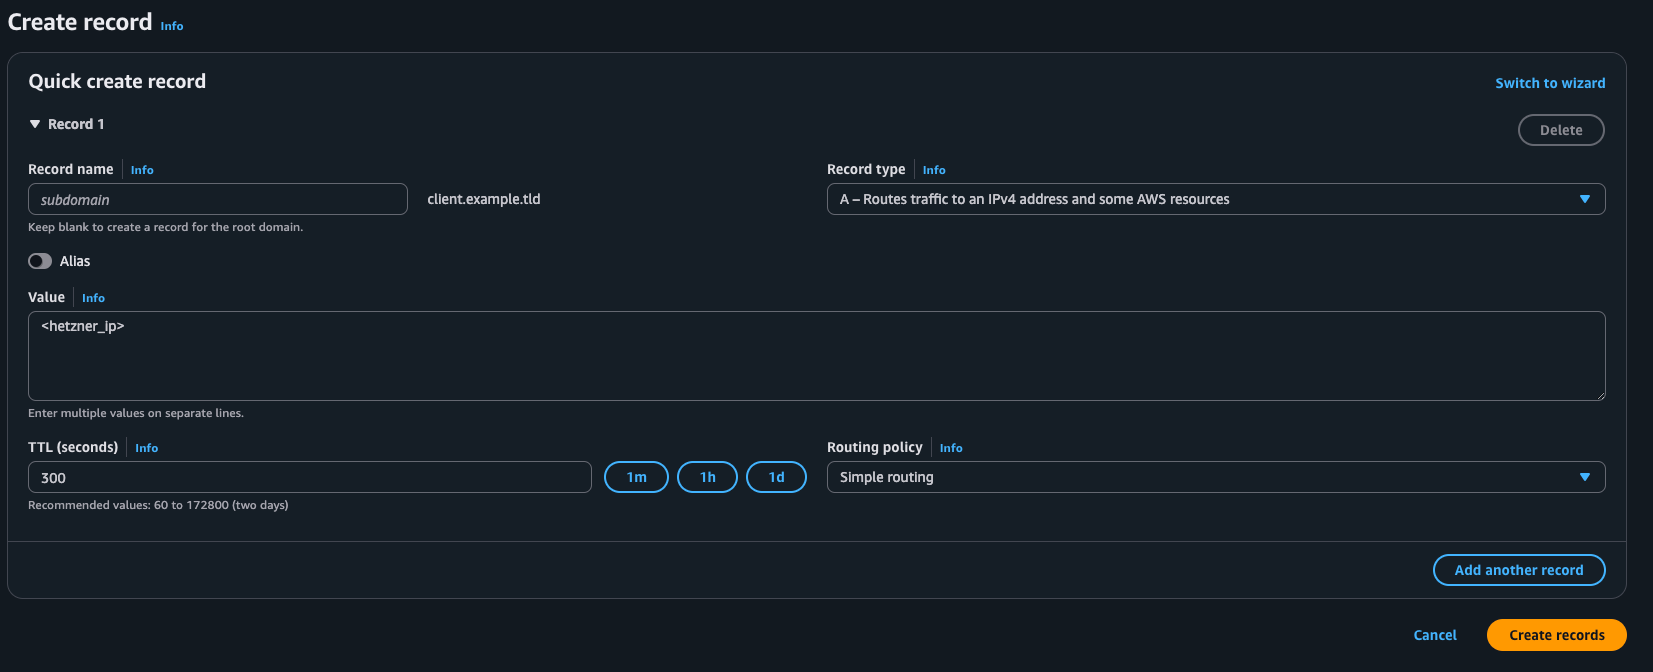 Create record Info
Quick create record
Switch to wizard
Record 1
Delete
Record name Info
subdomain
client.example.tld
Keep blank to create a record for the root domain.
Record type Info
A – Routes traffic to an IPv4 address and some AWS resources
Alias
Value Info
<hetzner_ip>
Enter multiple values on separate lines.
TTL (seconds) Info
300
1m
1h
1d
Recommended values: 60 to 172800 (two days)
Routing policy Info
Simple routing
Add another record
Cancel
Create records